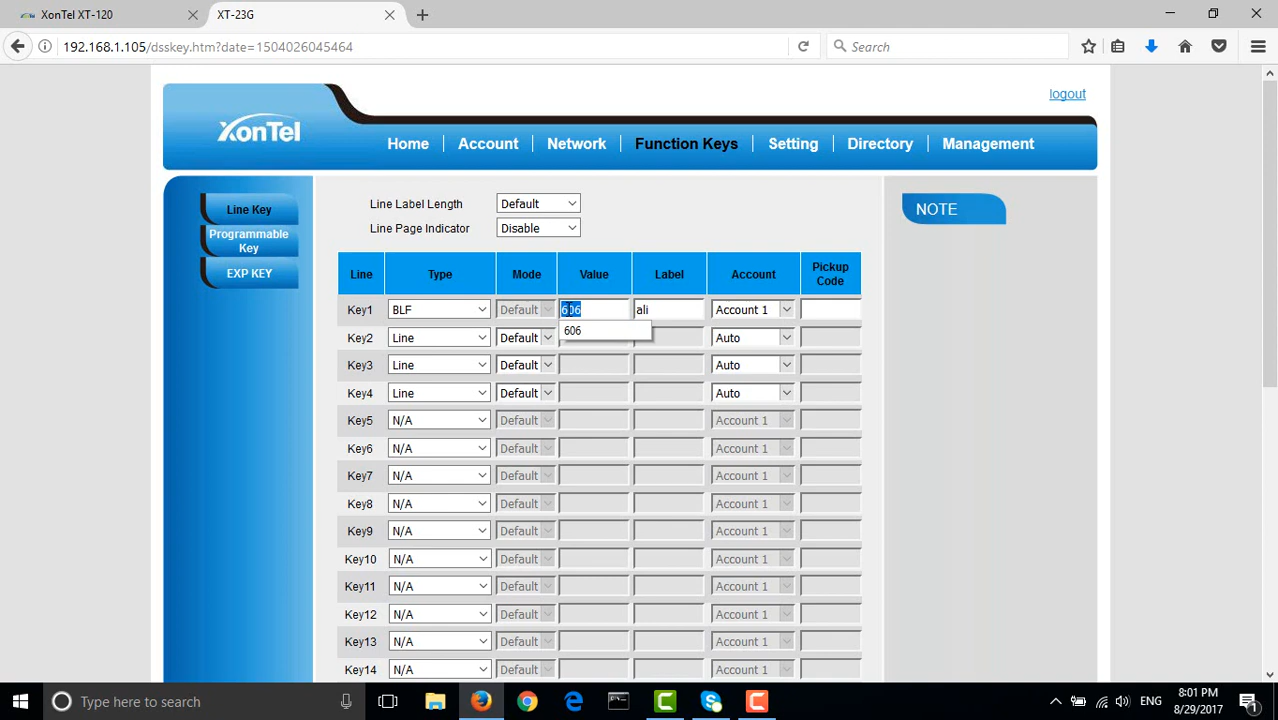 XonTel XT-120
XT-23G
192.168.1.105/dsskey.htm?date=1504026045464
Search
logout
XonTel
Home
Account
Network
Function Keys
Setting
Directory
Management
Line Key
Programmable
Key
EXP KEY
NOTE
Line Label Length
Default
Line Page Indicator
Disable
Line Type Mode Value Label Account Pickup
Code
Key1 BLF Default 606 ali Account 1
606
Key2 Line Default Auto
Key3 Line Default Auto
Key4 Line Default Auto
Key5 N/A Default Account 1
Key6 N/A Default Account 1
Key7 N/A Default Account 1
Key8 N/A Default Account 1
Key9 N/A Default Account 1
Key10 N/A Default Account 1
Key11 N/A Default Account 1
Key12 N/A Default Account 1
Key13 N/A Default Account 1
Key14 N/A Default Account 1
Type here to search
ENG
8:01 PM
8/29/2017
1